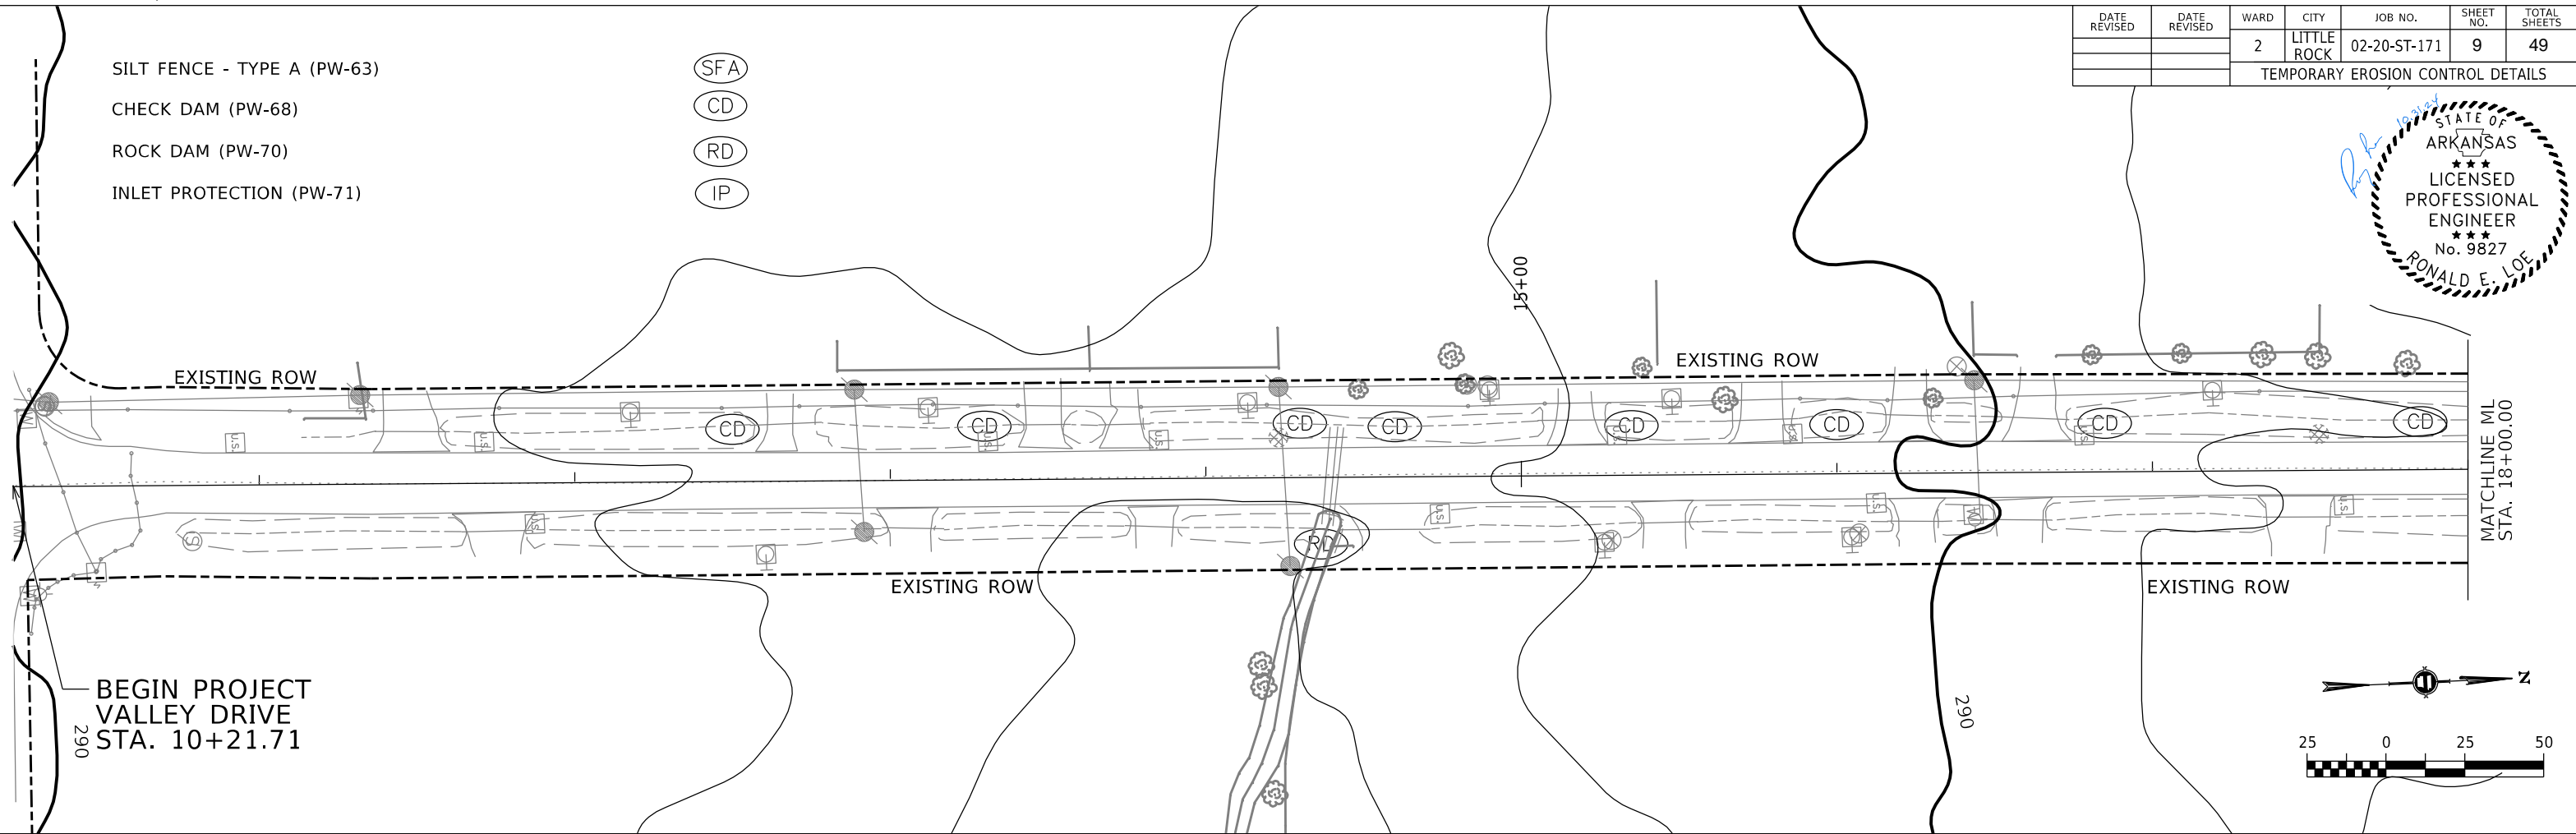 DATE REVISED DATE REVISED WARD CITY JOB NO. SHEET NO. TOTAL SHEETS
2 LITTLE ROCK 02-20-ST-171 9 49
TEMPORARY EROSION CONTROL DETAILS
SILT FENCE - TYPE A (PW-63) SFA
CHECK DAM (PW-68) CD
ROCK DAM (PW-70) RD
INLET PROTECTION (PW-71) IP
10.31.24
STATE OF
ARKANSAS
★★★
LICENSED
PROFESSIONAL
ENGINEER
★★★
No. 9827
RONALD E. LOE
15+00
EXISTING ROW
EXISTING ROW
CD CD CD CD CD CD CD CD
U.S. U.S. U.S. U.S. U.S. U.S. U.S.
MATCHLINE ML
STA. 18+00.00
U.S. U.S. U.S. U.S.
S
W
RD
S
EXISTING ROW
EXISTING ROW
BEGIN PROJECT
VALLEY DRIVE
STA. 10+21.71
290
290
N
25 0 25 50